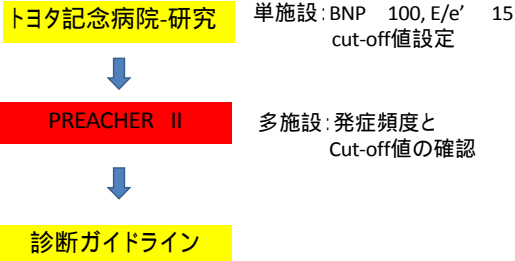 トヨタ記念病院-研究
単施設:BNP 100, E/e’ 15
cut-off値設定
PREACHER II
多施設:発症頻度と
Cut-off値の確認
診断ガイドライン